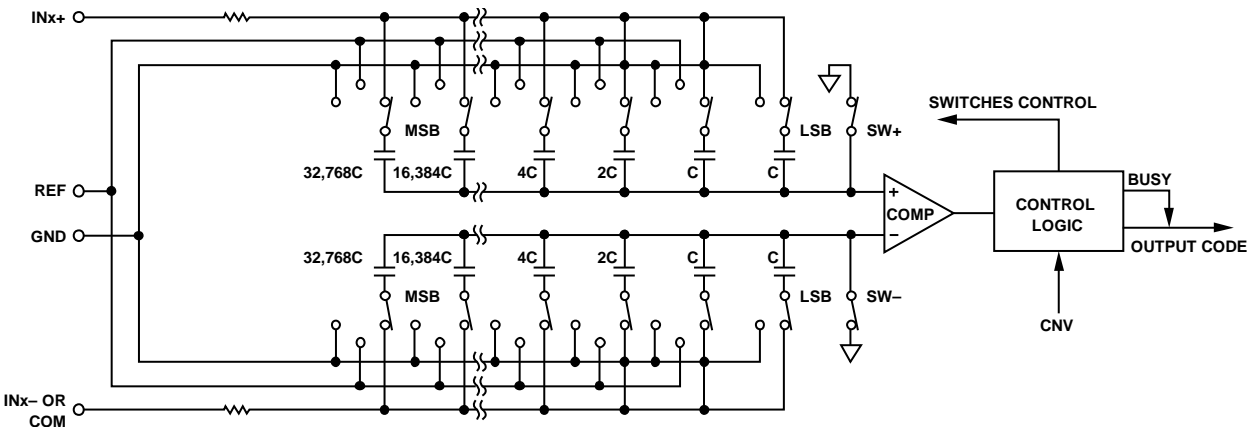 INx+
SWITCHES CONTROL
MSB
LSB
SW+
32,768C
16,384C
4C
2C
C
C
REF
GND
+
COMP
−
CONTROL
LOGIC
BUSY
OUTPUT CODE
CNV
32,768C
16,384C
4C
2C
C
C
MSB
LSB
SW–
INx– OR
COM